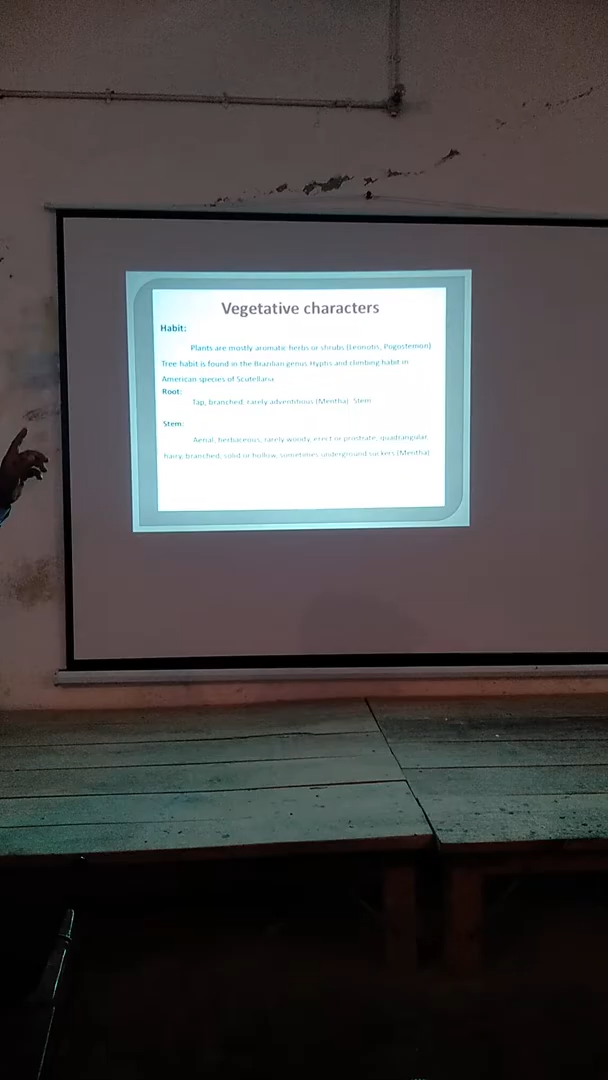 Vegetative characters
Habit:
Plants are mostly aromatic herbs or shrubs (Leonotis, Pogostemon)
Tree habit is found in the Brazilian genus Hyptis and climbing habit in
American species of Scutellaria
Root:
Tap, branched, rarely adventitious (Mentha) Stem
Stem:
Aerial, herbaceous, rarely woody, erect or prostrate, quadrangular,
hairy, branched, solid or hollow, sometimes underground suckers (Mentha)